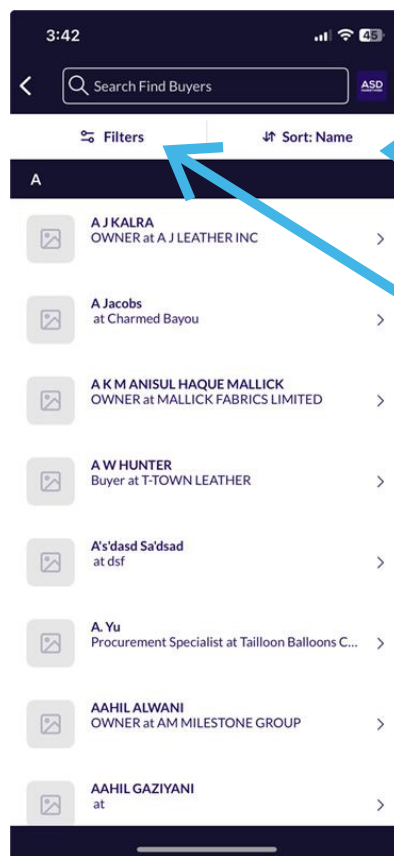 3:42
45
Search Find Buyers
ASD
Filters
Sort: Name
A
A J KALRA
OWNER at A J LEATHER INC
A Jacobs
at Charmed Bayou
A K M ANISUL HAQUE MALLICK
OWNER at MALLICK FABRICS LIMITED
A W HUNTER
Buyer at T-TOWN LEATHER
A's'dasd Sa'dsad
at dsf
A. Yu
Procurement Specialist at Tailloon Balloons C...
AAHIL ALWANI
OWNER at AM MILESTONE GROUP
AAHIL GAZIYANI
at